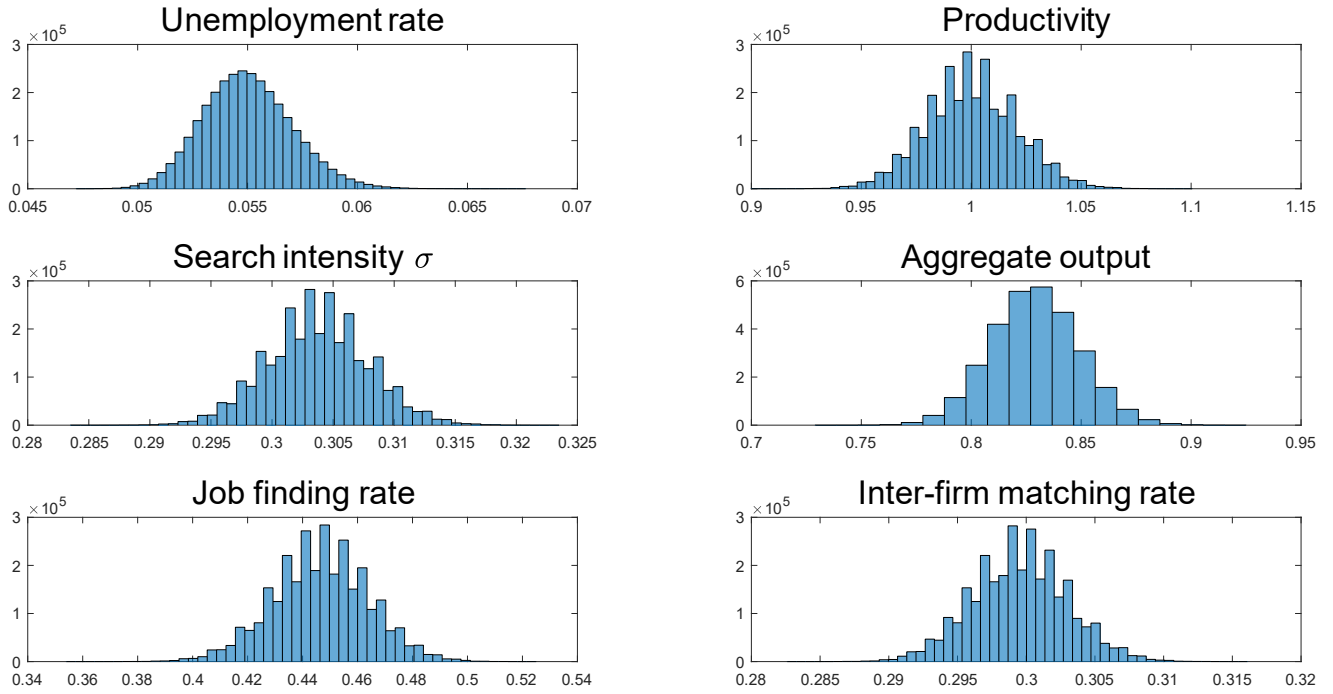 Unemployment rate
× 10^5
3
2
1
0
0.045 0.05 0.055 0.06 0.065 0.07
Productivity
× 10^5
3
2
1
0
0.9 0.95 1 1.05 1.1 1.15
Search intensity σ
× 10^5
3
2
1
0
0.28 0.285 0.29 0.295 0.3 0.305 0.31 0.315 0.32 0.325
Aggregate output
× 10^5
6
4
2
0
0.7 0.75 0.8 0.85 0.9 0.95
Job finding rate
× 10^5
3
2
1
0
0.34 0.36 0.38 0.4 0.42 0.44 0.46 0.48 0.5 0.52 0.54
Inter-firm matching rate
× 10^5
3
2
1
0
0.28 0.285 0.29 0.295 0.3 0.305 0.31 0.315 0.32